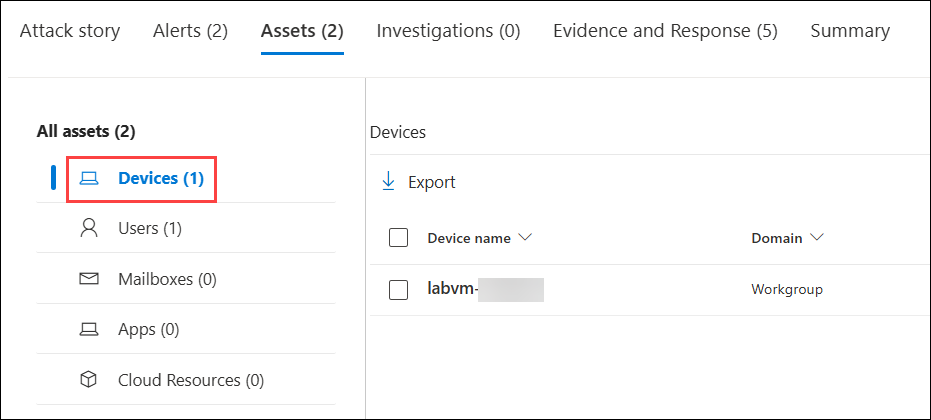 Attack story Alerts (2) Assets (2) Investigations (0) Evidence and Response (5) Summary
All assets (2)
Devices (1)
Users (1)
Mailboxes (0)
Apps (0)
Cloud Resources (0)
Devices
Export
Device name Domain
labvm- Workgroup